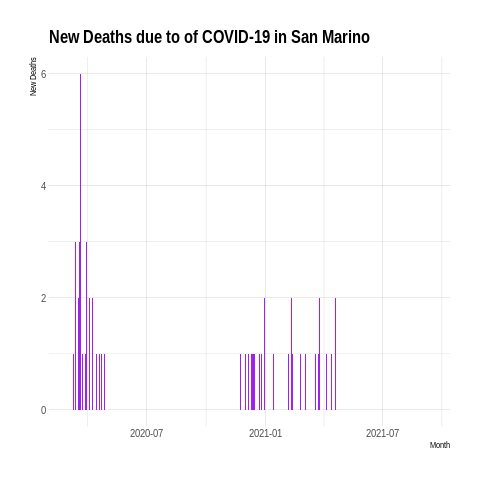 New Deaths due to of COVID-19 in San Marino
New Deaths
6
4
2
0
2020-07
2021-01
2021-07
Month